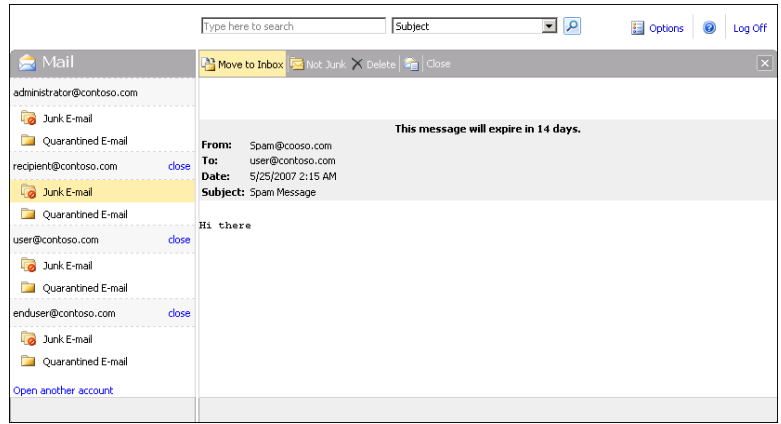 Type here to search Subject Options Log Off
Mail
Move to Inbox Not Junk Delete Close
administrator@contoso.com
Junk E-mail
Quarantined E-mail
recipient@contoso.com close
Junk E-mail
Quarantined E-mail
user@contoso.com close
Junk E-mail
Quarantined E-mail
enduser@contoso.com close
Junk E-mail
Quarantined E-mail
Open another account
This message will expire in 14 days.
From: Spam@cooso.com
To: user@contoso.com
Date: 5/25/2007 2:15 AM
Subject: Spam Message
Hi there